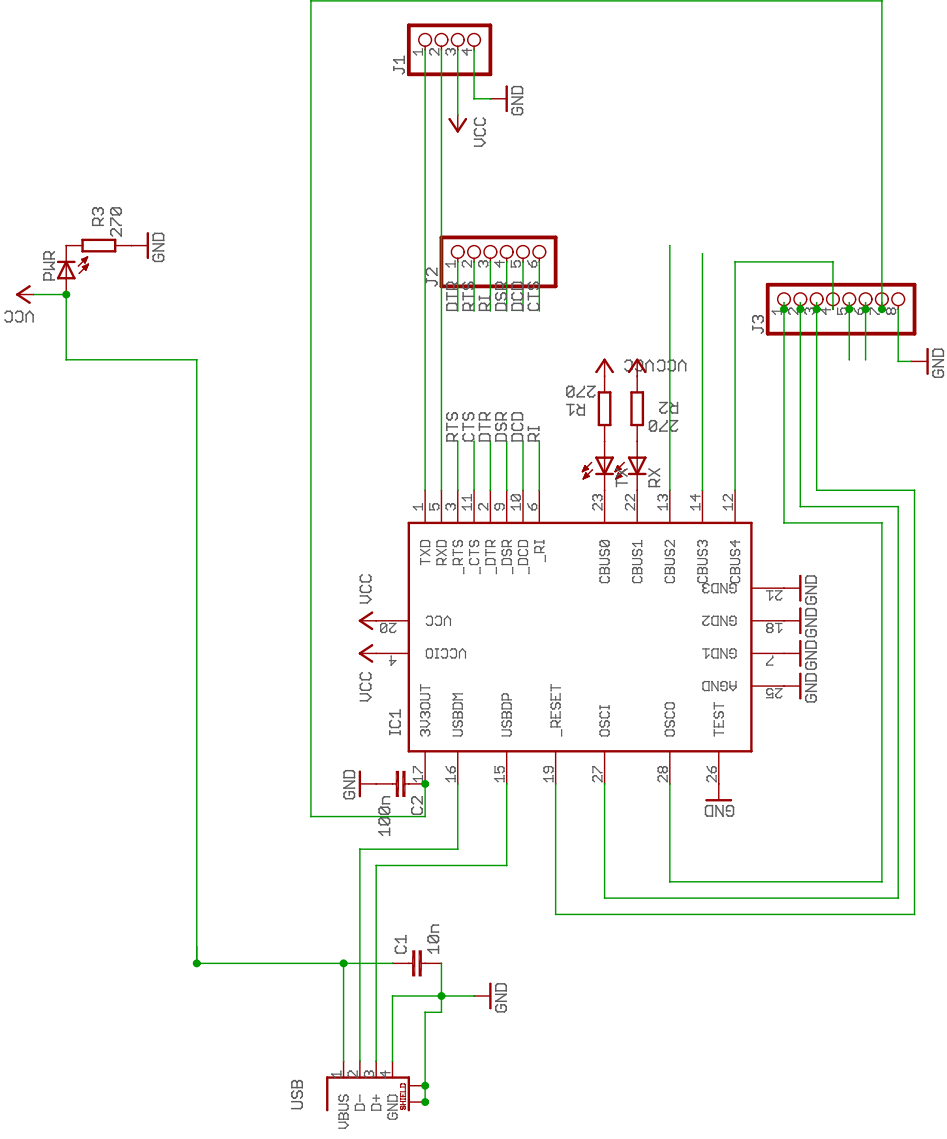 J1
1
2
3
4
GND
VCC
R3
270
GND
PWR
VCC
J2
1
2
3
4
5
6
DTR
RTS
RI
DSR
DCD
CTS
J3
1
2
3
4
5
6
7
8
GND
VCC
VCC
270
R1
R2
270
TX
RX
RTS
CTS
DTR
DSR
DCD
RI
1
5
3
11
2
9
10
6
23
22
13
14
12
TXD
RXD
_RTS
_CTS
_DTR
_DSR
_DCD
_RI
CBUS0
CBUS1
CBUS2
CBUS3
CBUS4
VCC
20
VCC
4
VCC
VCCIO
GND3
21
GND
GND2
18
GND
GND1
7
GND
AGND
25
GND
IC1
3V3OUT
USBDM
USBDP
_RESET
OSCI
OSCO
TEST
17
16
15
19
27
28
26
GND
GND
100n
C2
C1
10n
GND
USB
1
2
3
4
VBUS
D-
D+
GND
SHIELD